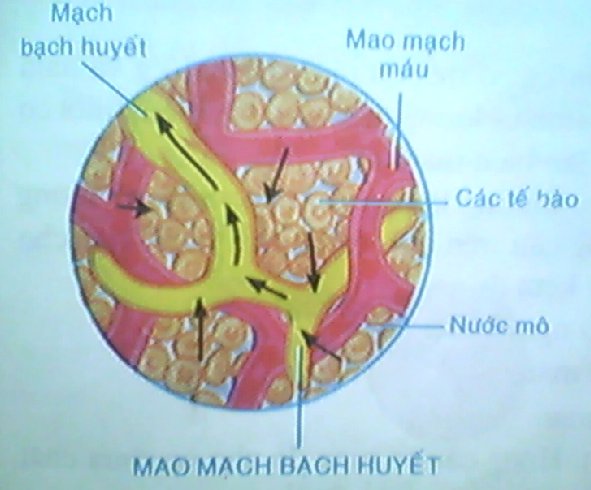 Mạch
bạch huyết
Mao mạch
máu
Các tế bào
Nước mô
MAO MẠCH BẠCH HUYẾT